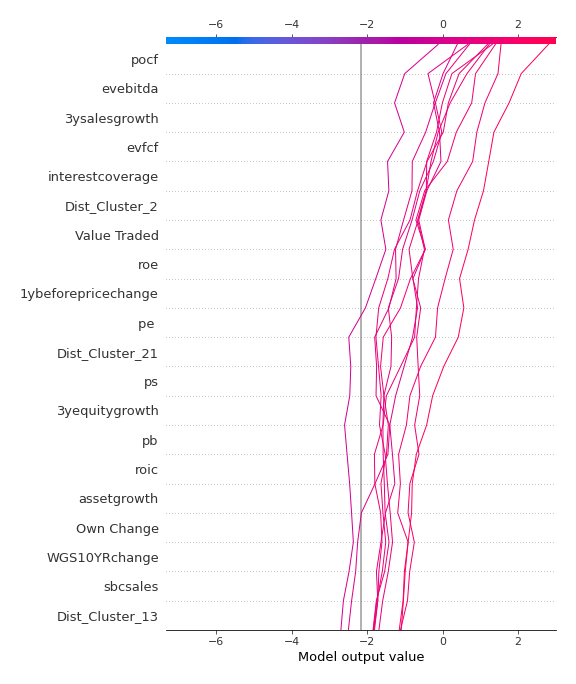 −6 −4 −2 0 2
pocf
evebitda
3ysalesgrowth
evfcf
interestcoverage
Dist_Cluster_2
Value Traded
roe
1ybeforepricechange
pe
Dist_Cluster_21
ps
3yequitygrowth
pb
roic
assetgrowth
Own Change
WGS10YRchange
sbcsales
Dist_Cluster_13
−6 −4 −2 0 2
Model output value